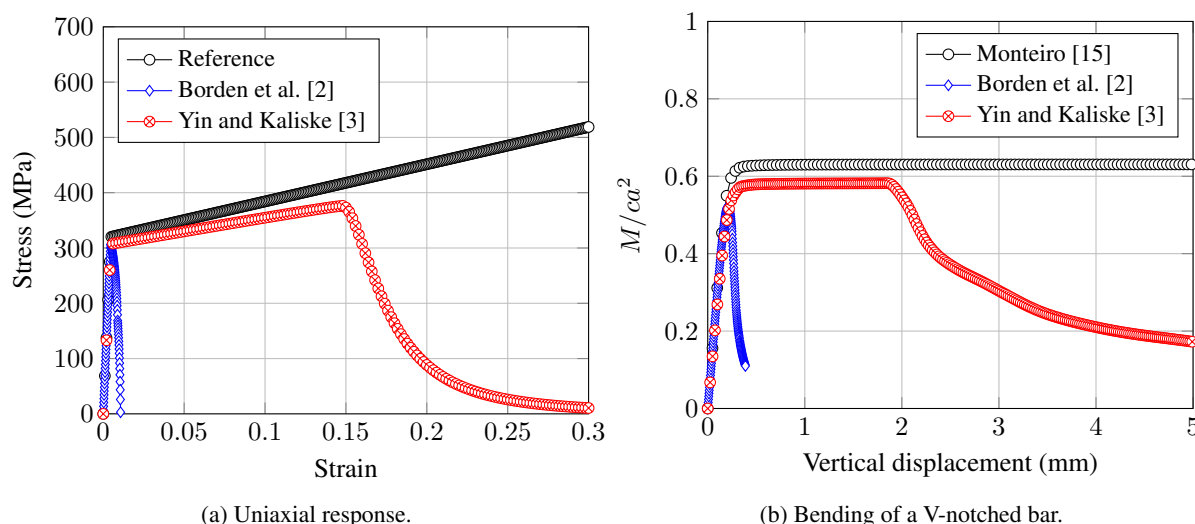 700
600
500
400
300
200
100
0
Stress (MPa)
Reference
Borden et al. [2]
Yin and Kaliske [3]
0 0.05 0.1 0.15 0.2 0.25 0.3
Strain
(a) Uniaxial response.
1
0.8
0.6
0.4
0.2
0
M/ca²
Monteiro [15]
Borden et al. [2]
Yin and Kaliske [3]
0 1 2 3 4 5
Vertical displacement (mm)
(b) Bending of a V-notched bar.